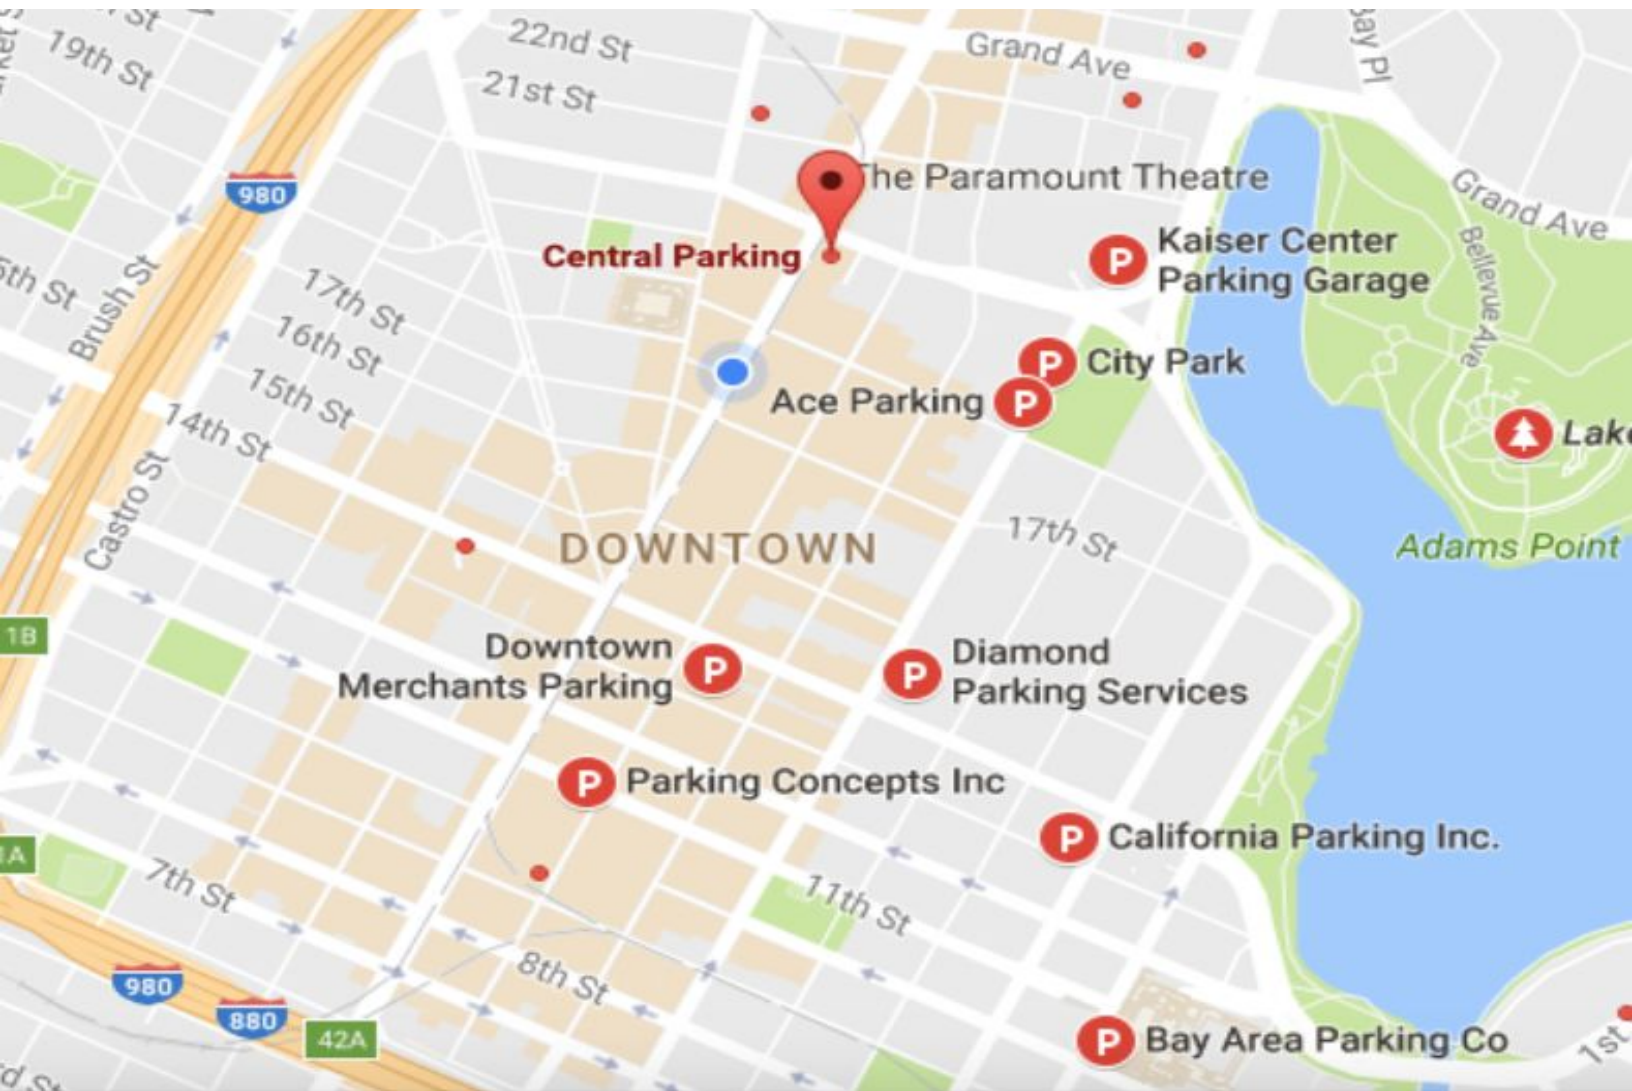 19th St
22nd St
21st St
Grand Ave
Bay Pl
980
The Paramount Theatre
Grand Ave
Central Parking
Kaiser Center
Parking Garage
Bellevue Ave
Brush St
17th St
16th St
15th St
14th St
City Park
Ace Parking
Castro St
17th St
DOWNTOWN
Adams Point
1B
Downtown
Merchants Parking
Diamond
Parking Services
Parking Concepts Inc
California Parking Inc.
7th St
11th St
8th St
980
880
42A
Bay Area Parking Co